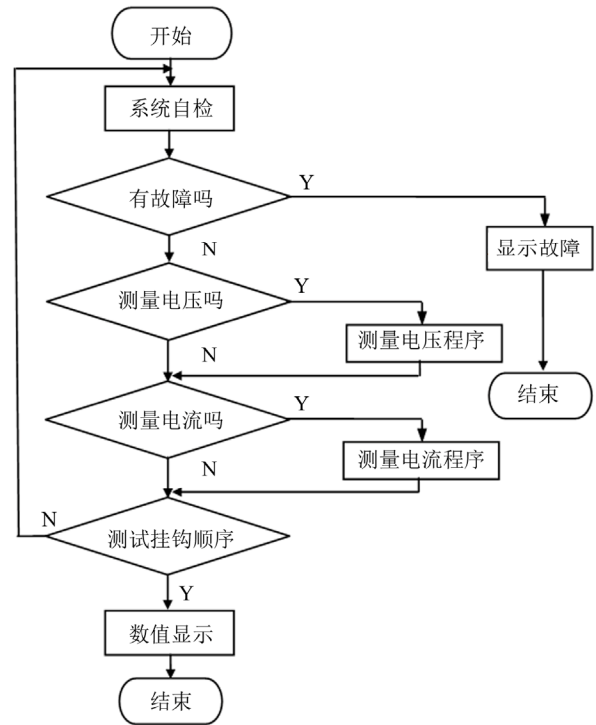 开始
系统自检
有故障吗
Y
N
显示故障
测量电压吗
Y
N
测量电压程序
结束
测量电流吗
Y
N
测量电流程序
N
测试挂钩顺序
Y
数值显示
结束